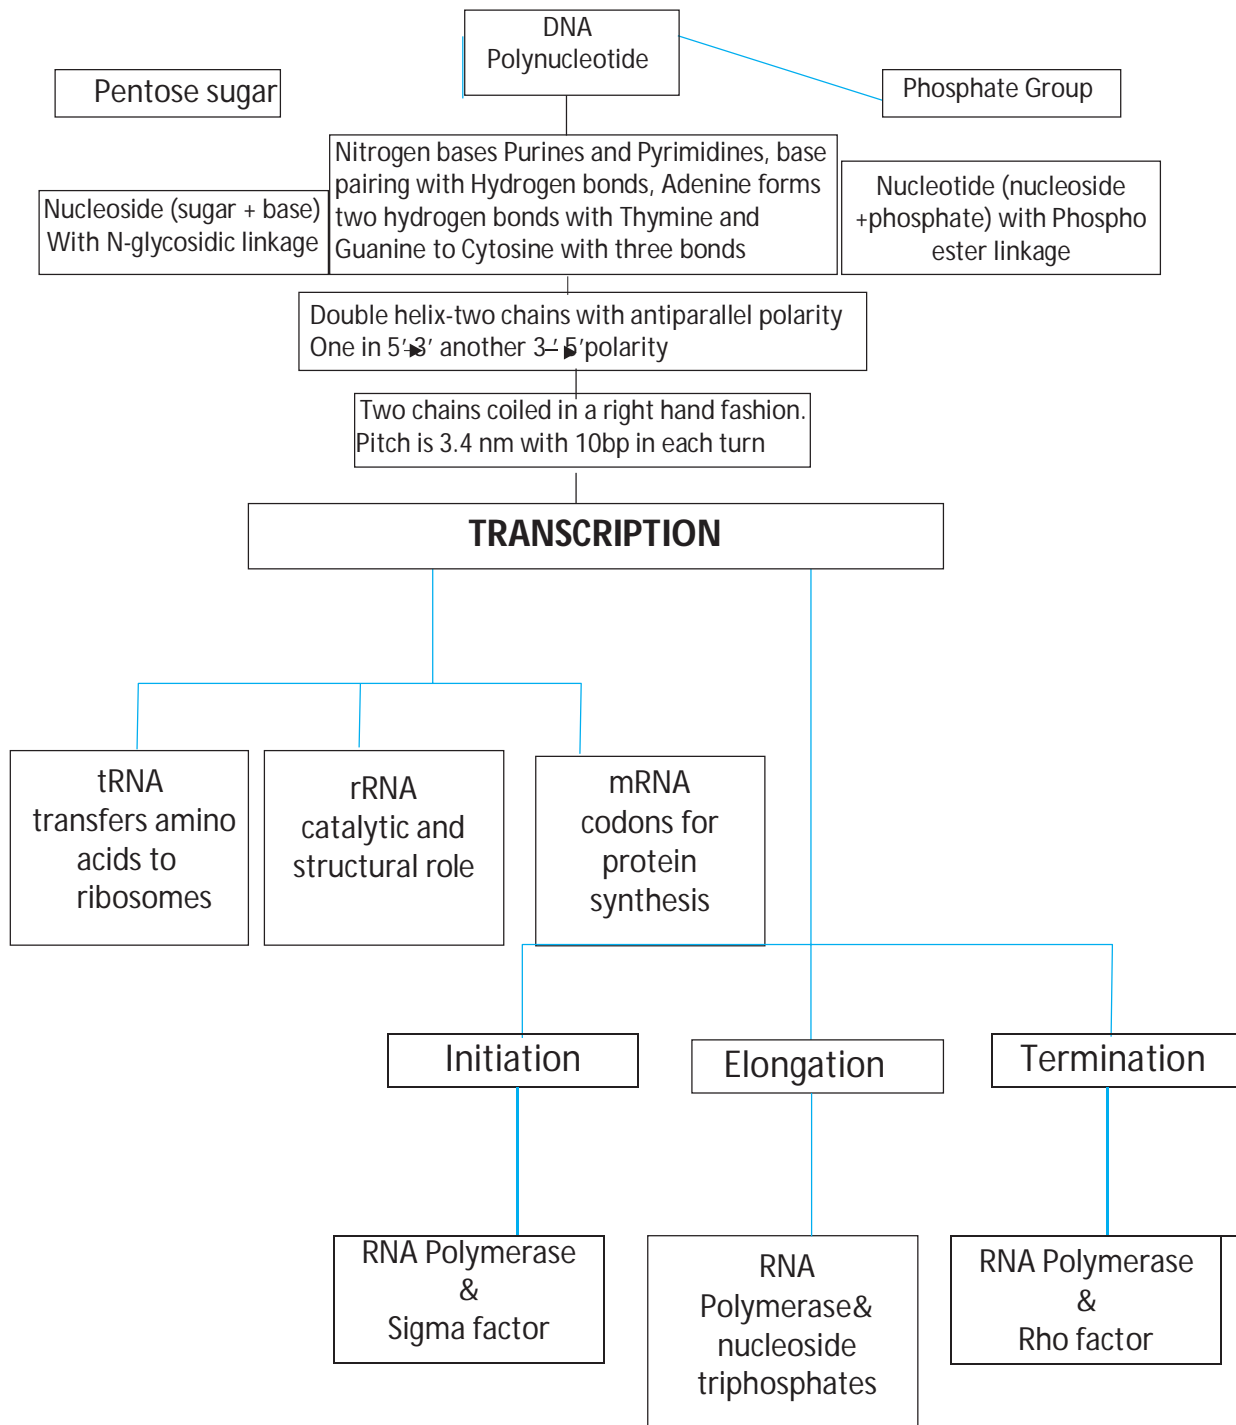 DNA
Polynucleotide
Pentose sugar
Phosphate Group
Nitrogen bases Purines and Pyrimidines, base
pairing with Hydrogen bonds, Adenine forms
two hydrogen bonds with Thymine and
Guanine to Cytosine with three bonds
Nucleoside (sugar + base)
With N-glycosidic linkage
Nucleotide (nucleoside
+phosphate) with Phospho
ester linkage
Double helix-two chains with antiparallel polarity
One in 5’ 3’ another 3 ’ 5’polarity
Two chains coiled in a right hand fashion.
Pitch is 3.4 nm with 10bp in each turn
TRANSCRIPTION
tRNA
transfers amino
acids to
ribosomes
rRNA
catalytic and
structural role
mRNA
codons for
protein
synthesis
Initiation
Elongation
Termination
RNA Polymerase
&
Sigma factor
RNA
Polymerase&
nucleoside
triphosphates
RNA Polymerase
&
Rho factor